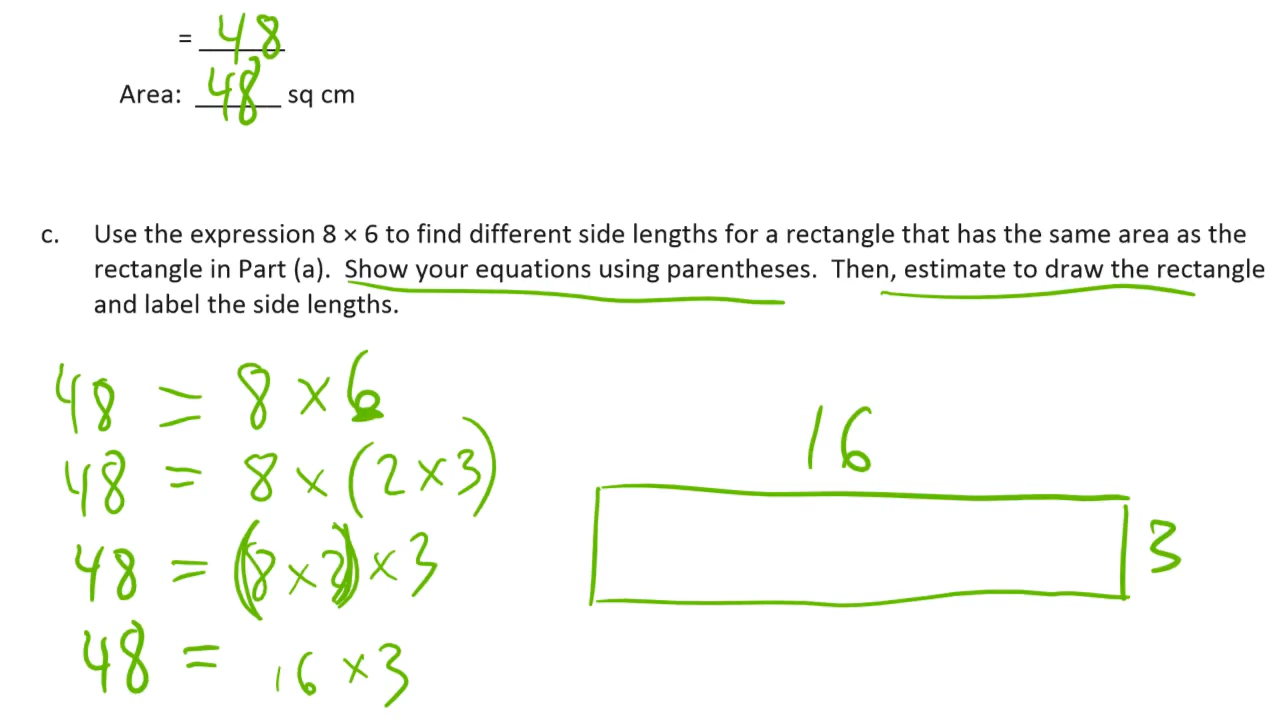 = 48
Area: 48 sq cm
c. Use the expression 8 × 6 to find different side lengths for a rectangle that has the same area as the
rectangle in Part (a). Show your equations using parentheses. Then, estimate to draw the rectangle
and label the side lengths.
48 = 8 × 6
16
48 = 8 × (2 × 3)
48 = (8 × 2) × 3
3
48 = 16 × 3